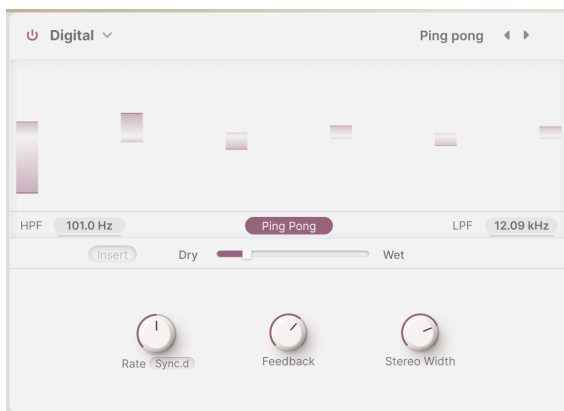 Digital Ping pong
HPF 101.0 Hz Ping Pong LPF 12.09 kHz
Insert Dry Wet
Rate Sync.d Feedback Stereo Width